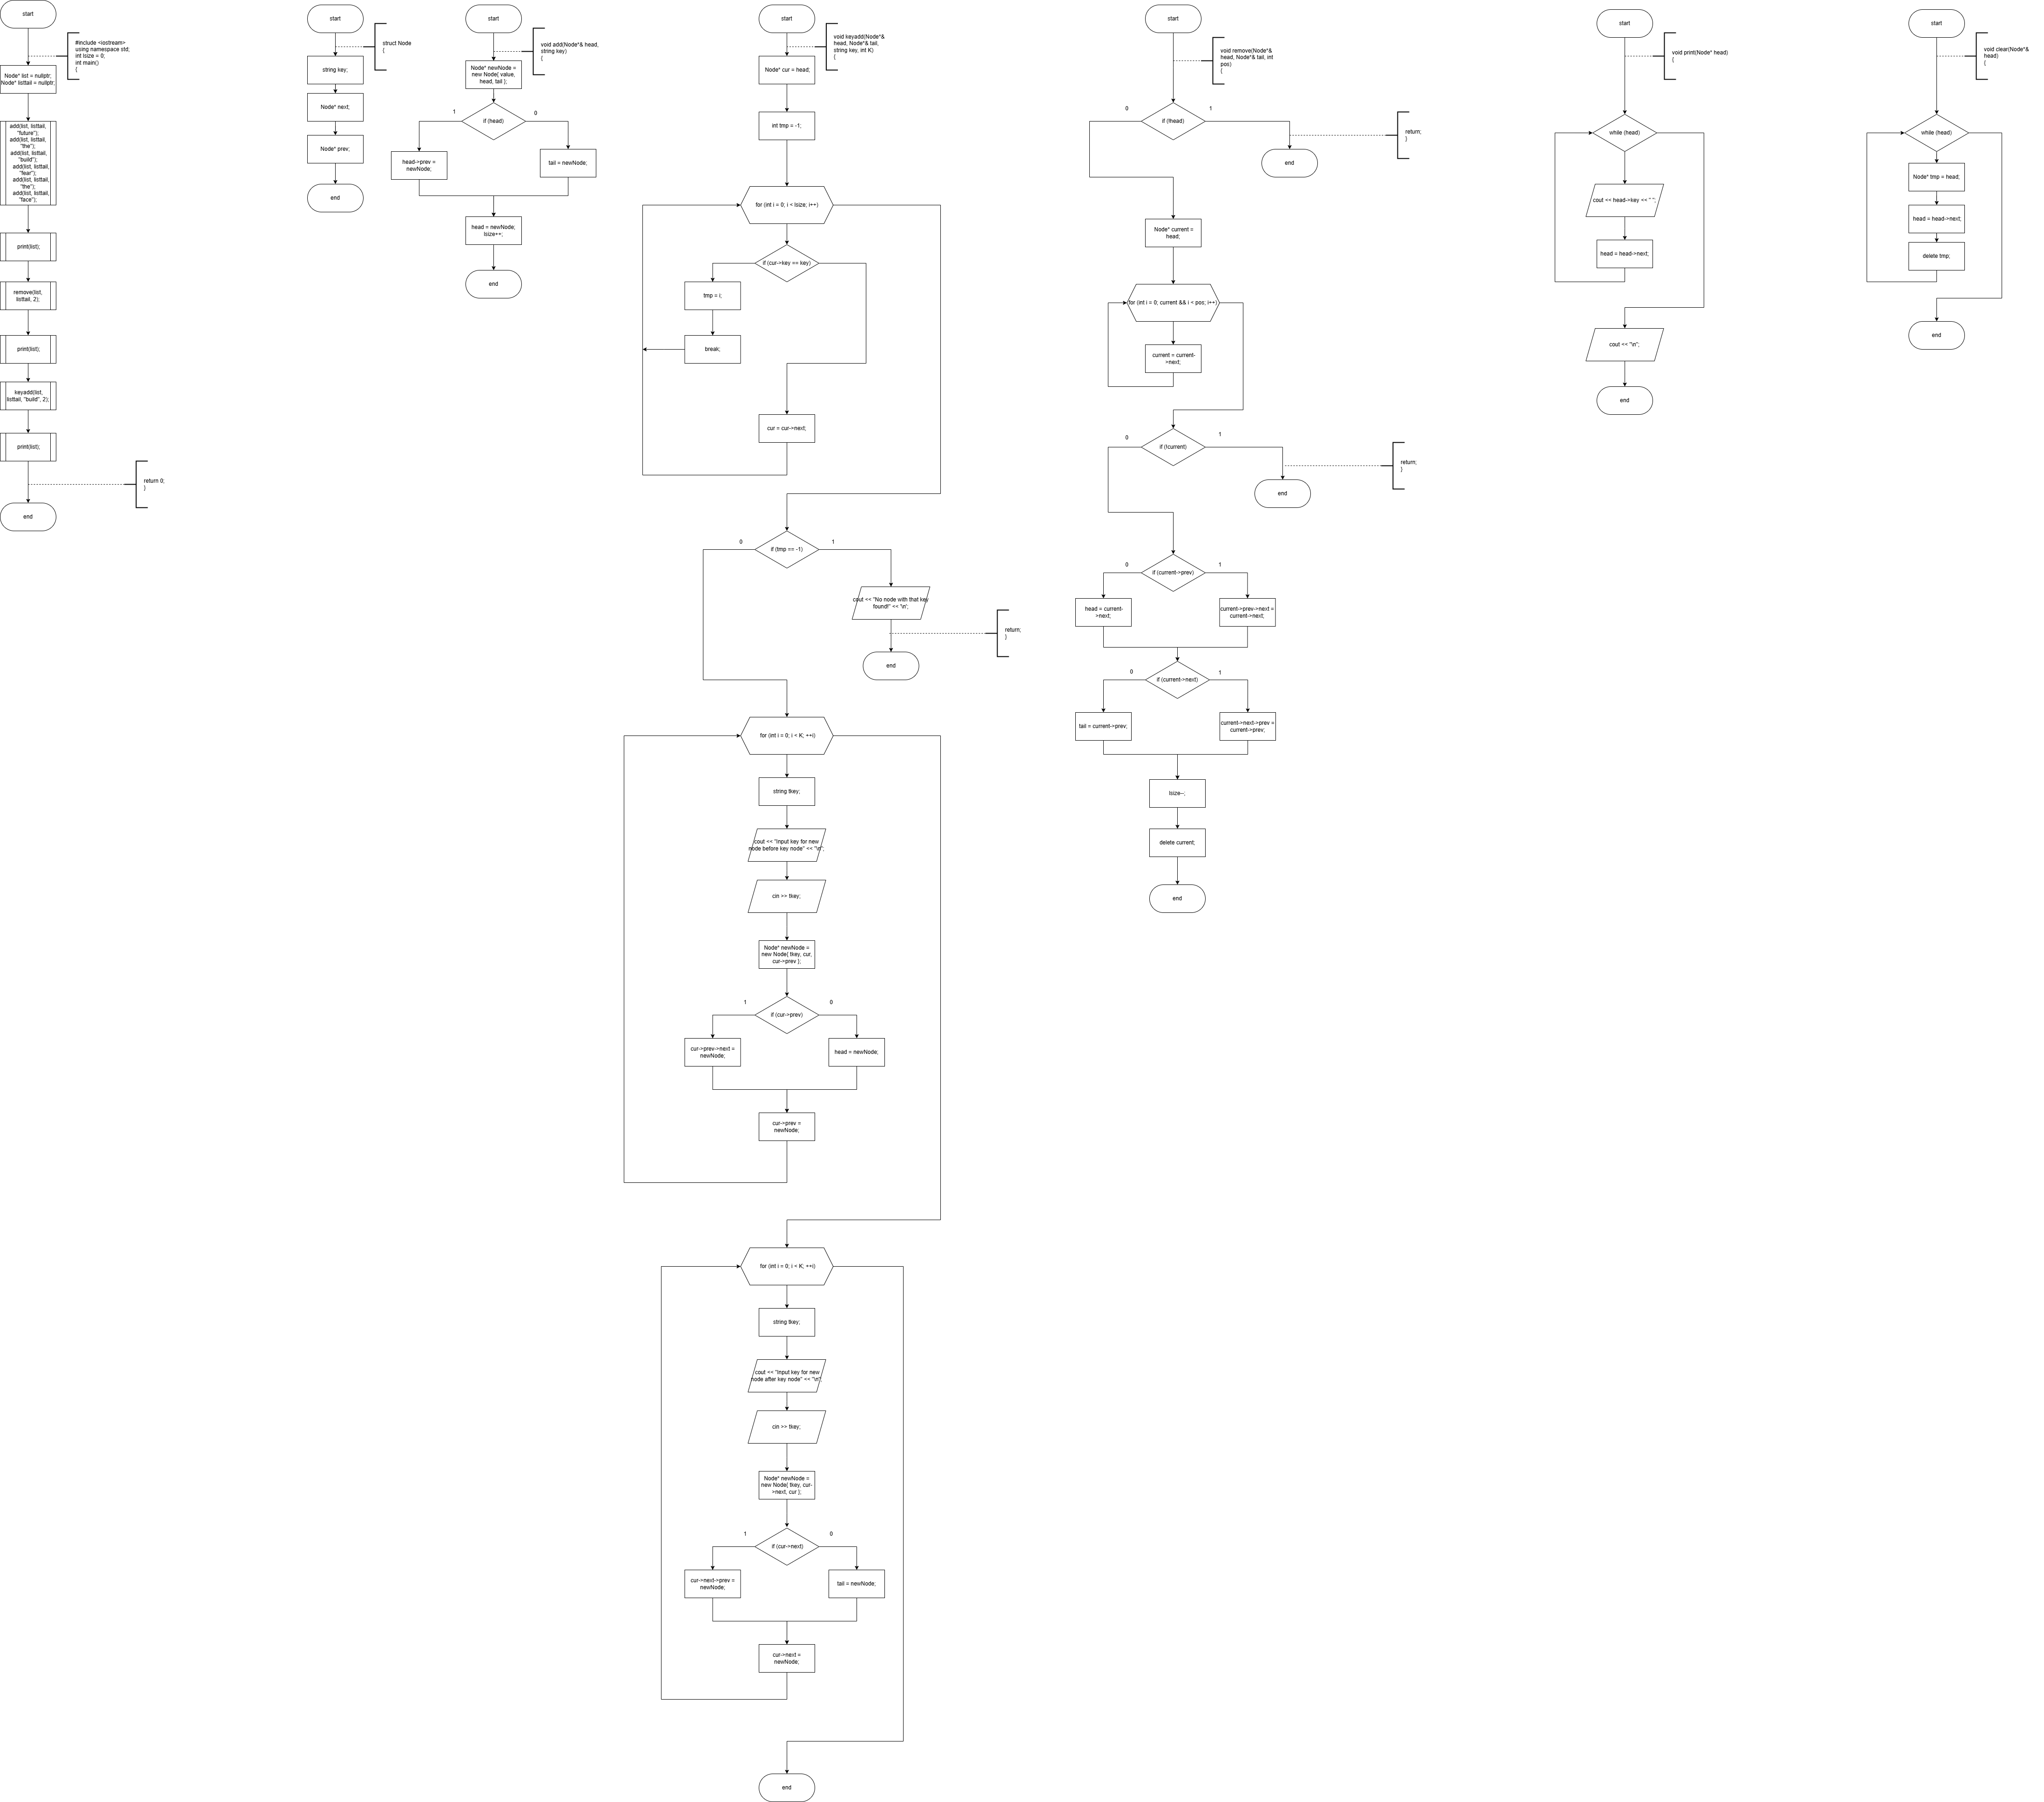 start
#include <iostream>
using namespace std;
int lsize = 0;
int main()
{
Node* list = nullptr;
Node* listtail = nullptr;
add(list, listtail,
"future");
add(list, listtail,
"the");
add(list, listtail,
"build");
add(list, listtail,
"fear");
add(list, listtail,
"the");
add(list, listtail,
"face");
print(list);
remove(list,
listtail, 2);
print(list);
keyadd(list,
listtail, "build", 2);
print(list);
return 0;
}
end
start
struct Node
{
string key;
Node* next;
Node* prev;
end
start
void add(Node*& head,
string key)
{
Node* newNode =
new Node{ value,
head, tail };
if (head)
1
0
head->prev =
newNode;
tail = newNode;
head = newNode;
lsize++;
end
start
void keyadd(Node*&
head, Node*& tail,
string key, int K)
{
Node* cur = head;
int tmp = -1;
for (int i = 0; i < lsize; i++)
if (cur->key == key)
tmp = i;
break;
cur = cur->next;
if (tmp == -1)
0
1
cout << "No node with that key
found!" << '\n';
return;
}
end
for (int i = 0; i < K; ++i)
string tkey;
cout << "Input key for new
node before key node" << "\n";
cin >> tkey;
Node* newNode =
new Node{ tkey, cur,
cur->prev };
if (cur->prev)
1
0
cur->prev->next =
newNode;
head = newNode;
cur->prev =
newNode;
for (int i = 0; i < K; ++i)
string tkey;
cout << "Input key for new
node after key node" << "\n";
cin >> tkey;
Node* newNode =
new Node{ tkey, cur-
>next, cur };
if (cur->next)
1
0
cur->next->prev =
newNode;
tail = newNode;
cur->next =
newNode;
end
start
void remove(Node*&
head, Node*& tail, int
pos)
{
if (!head)
0
1
return;
}
end
Node* current =
head;
for (int i = 0; current && i < pos; i++)
current = current-
>next;
if (!current)
0
1
return;
}
end
if (current->prev)
0
1
head = current-
>next;
current->prev->next =
current->next;
if (current->next)
0
1
tail = current->prev;
current->next->prev =
current->prev;
lsize--;
delete current;
end
start
void print(Node* head)
{
while (head)
cout << head->key << " ";
head = head->next;
cout << "\n";
end
start
void clear(Node*&
head)
{
while (head)
Node* tmp = head;
head = head->next;
delete tmp;
end